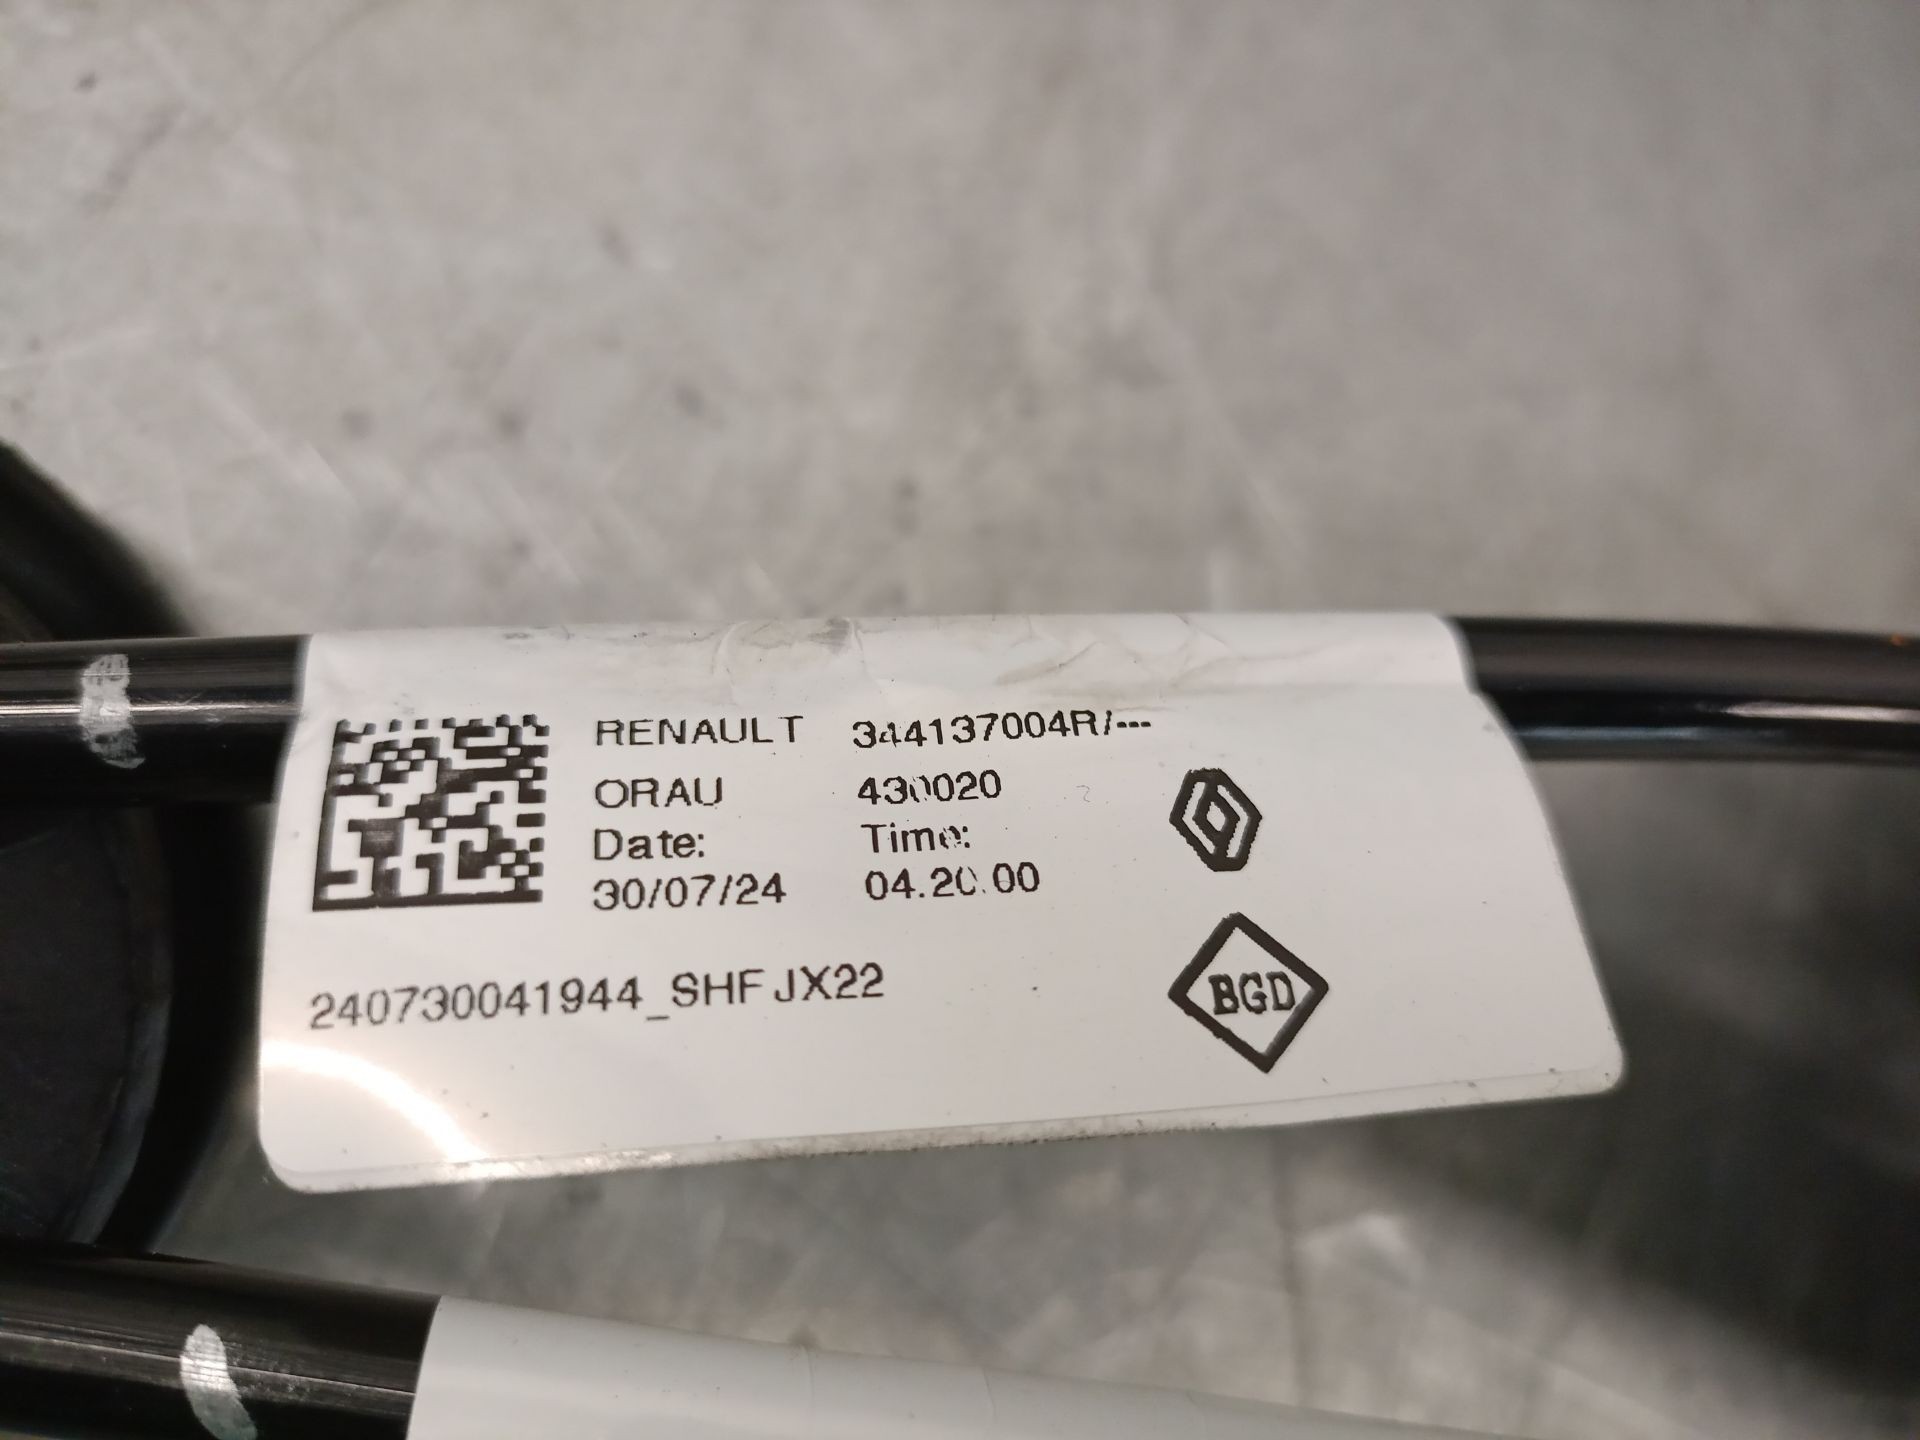 RENAULT 344137004R/---
ORAU 430020
Date: Time:
30/07/24 04.20.00
240730041944_SHFJX22
BGD